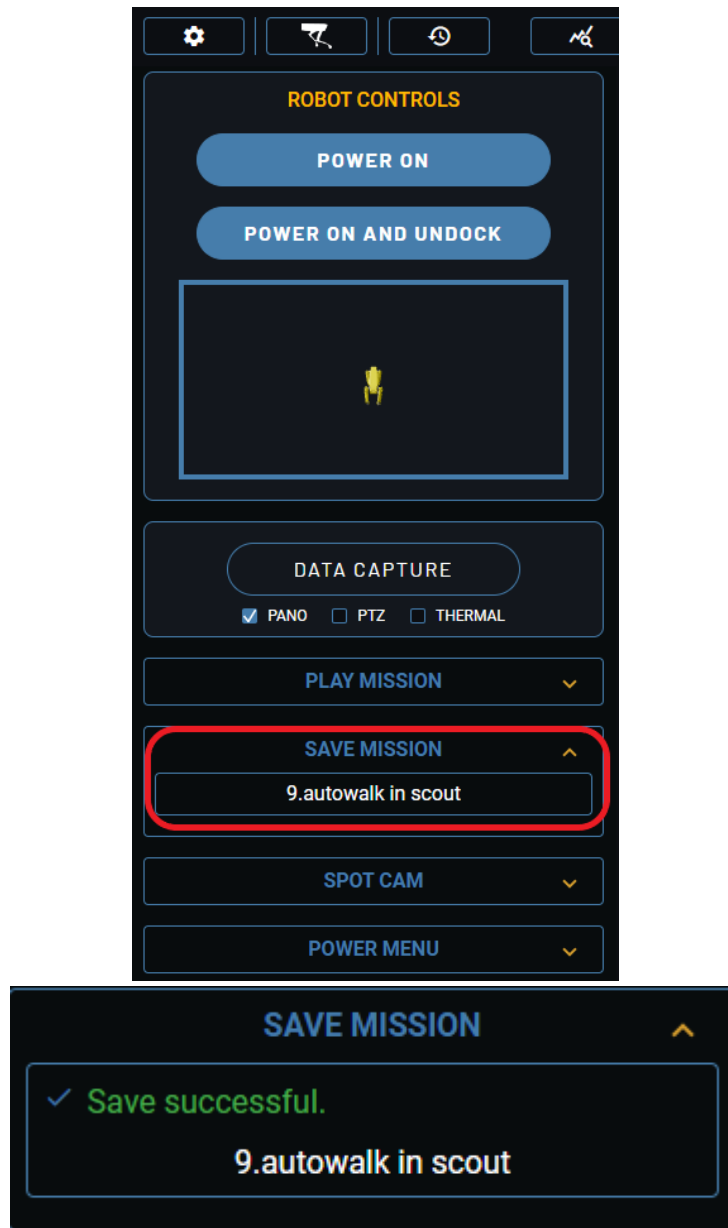 ROBOT CONTROLS
POWER ON
POWER ON AND UNDOCK
DATA CAPTURE
PANO PTZ THERMAL
PLAY MISSION
SAVE MISSION
9.autowalk in scout
SPOT CAM
POWER MENU
SAVE MISSION
Save successful.
9.autowalk in scout